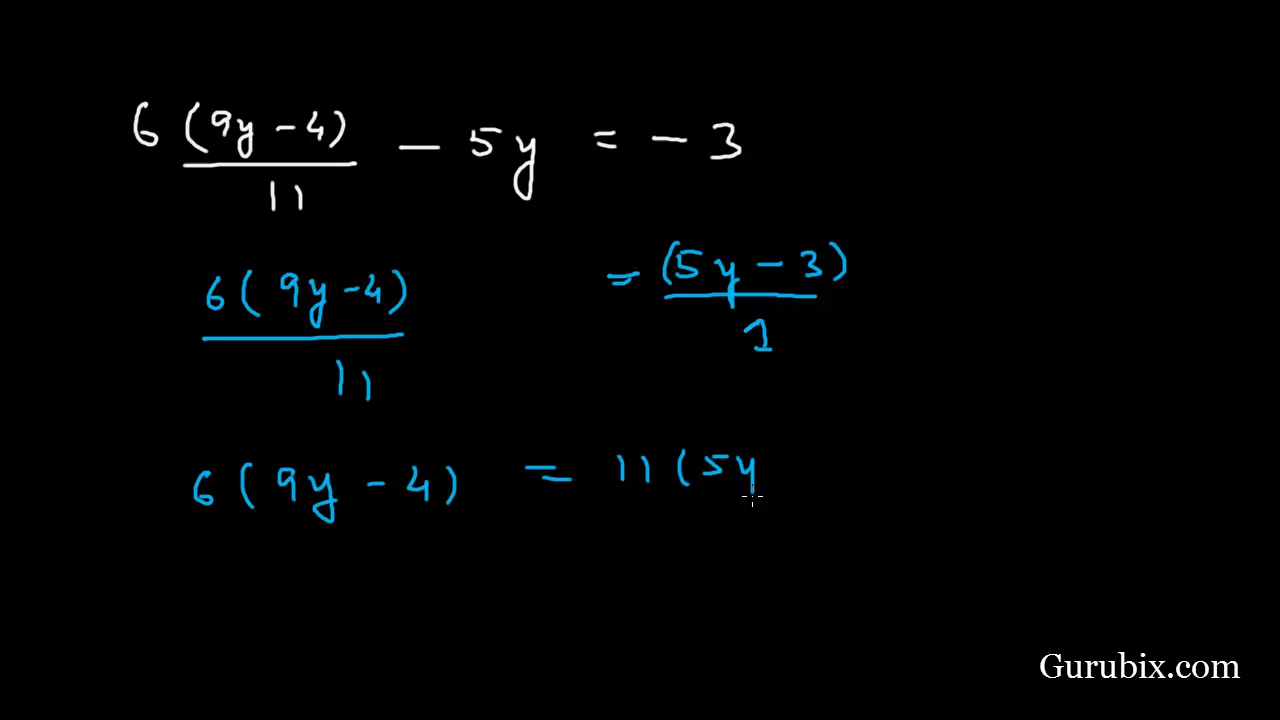 6 (9y - 4) / 11 - 5y = - 3
6 ( 9y - 4) / 11 = (5y - 3) / 1
6 ( 9y - 4) = 11 ( 5y
Gurubix.com